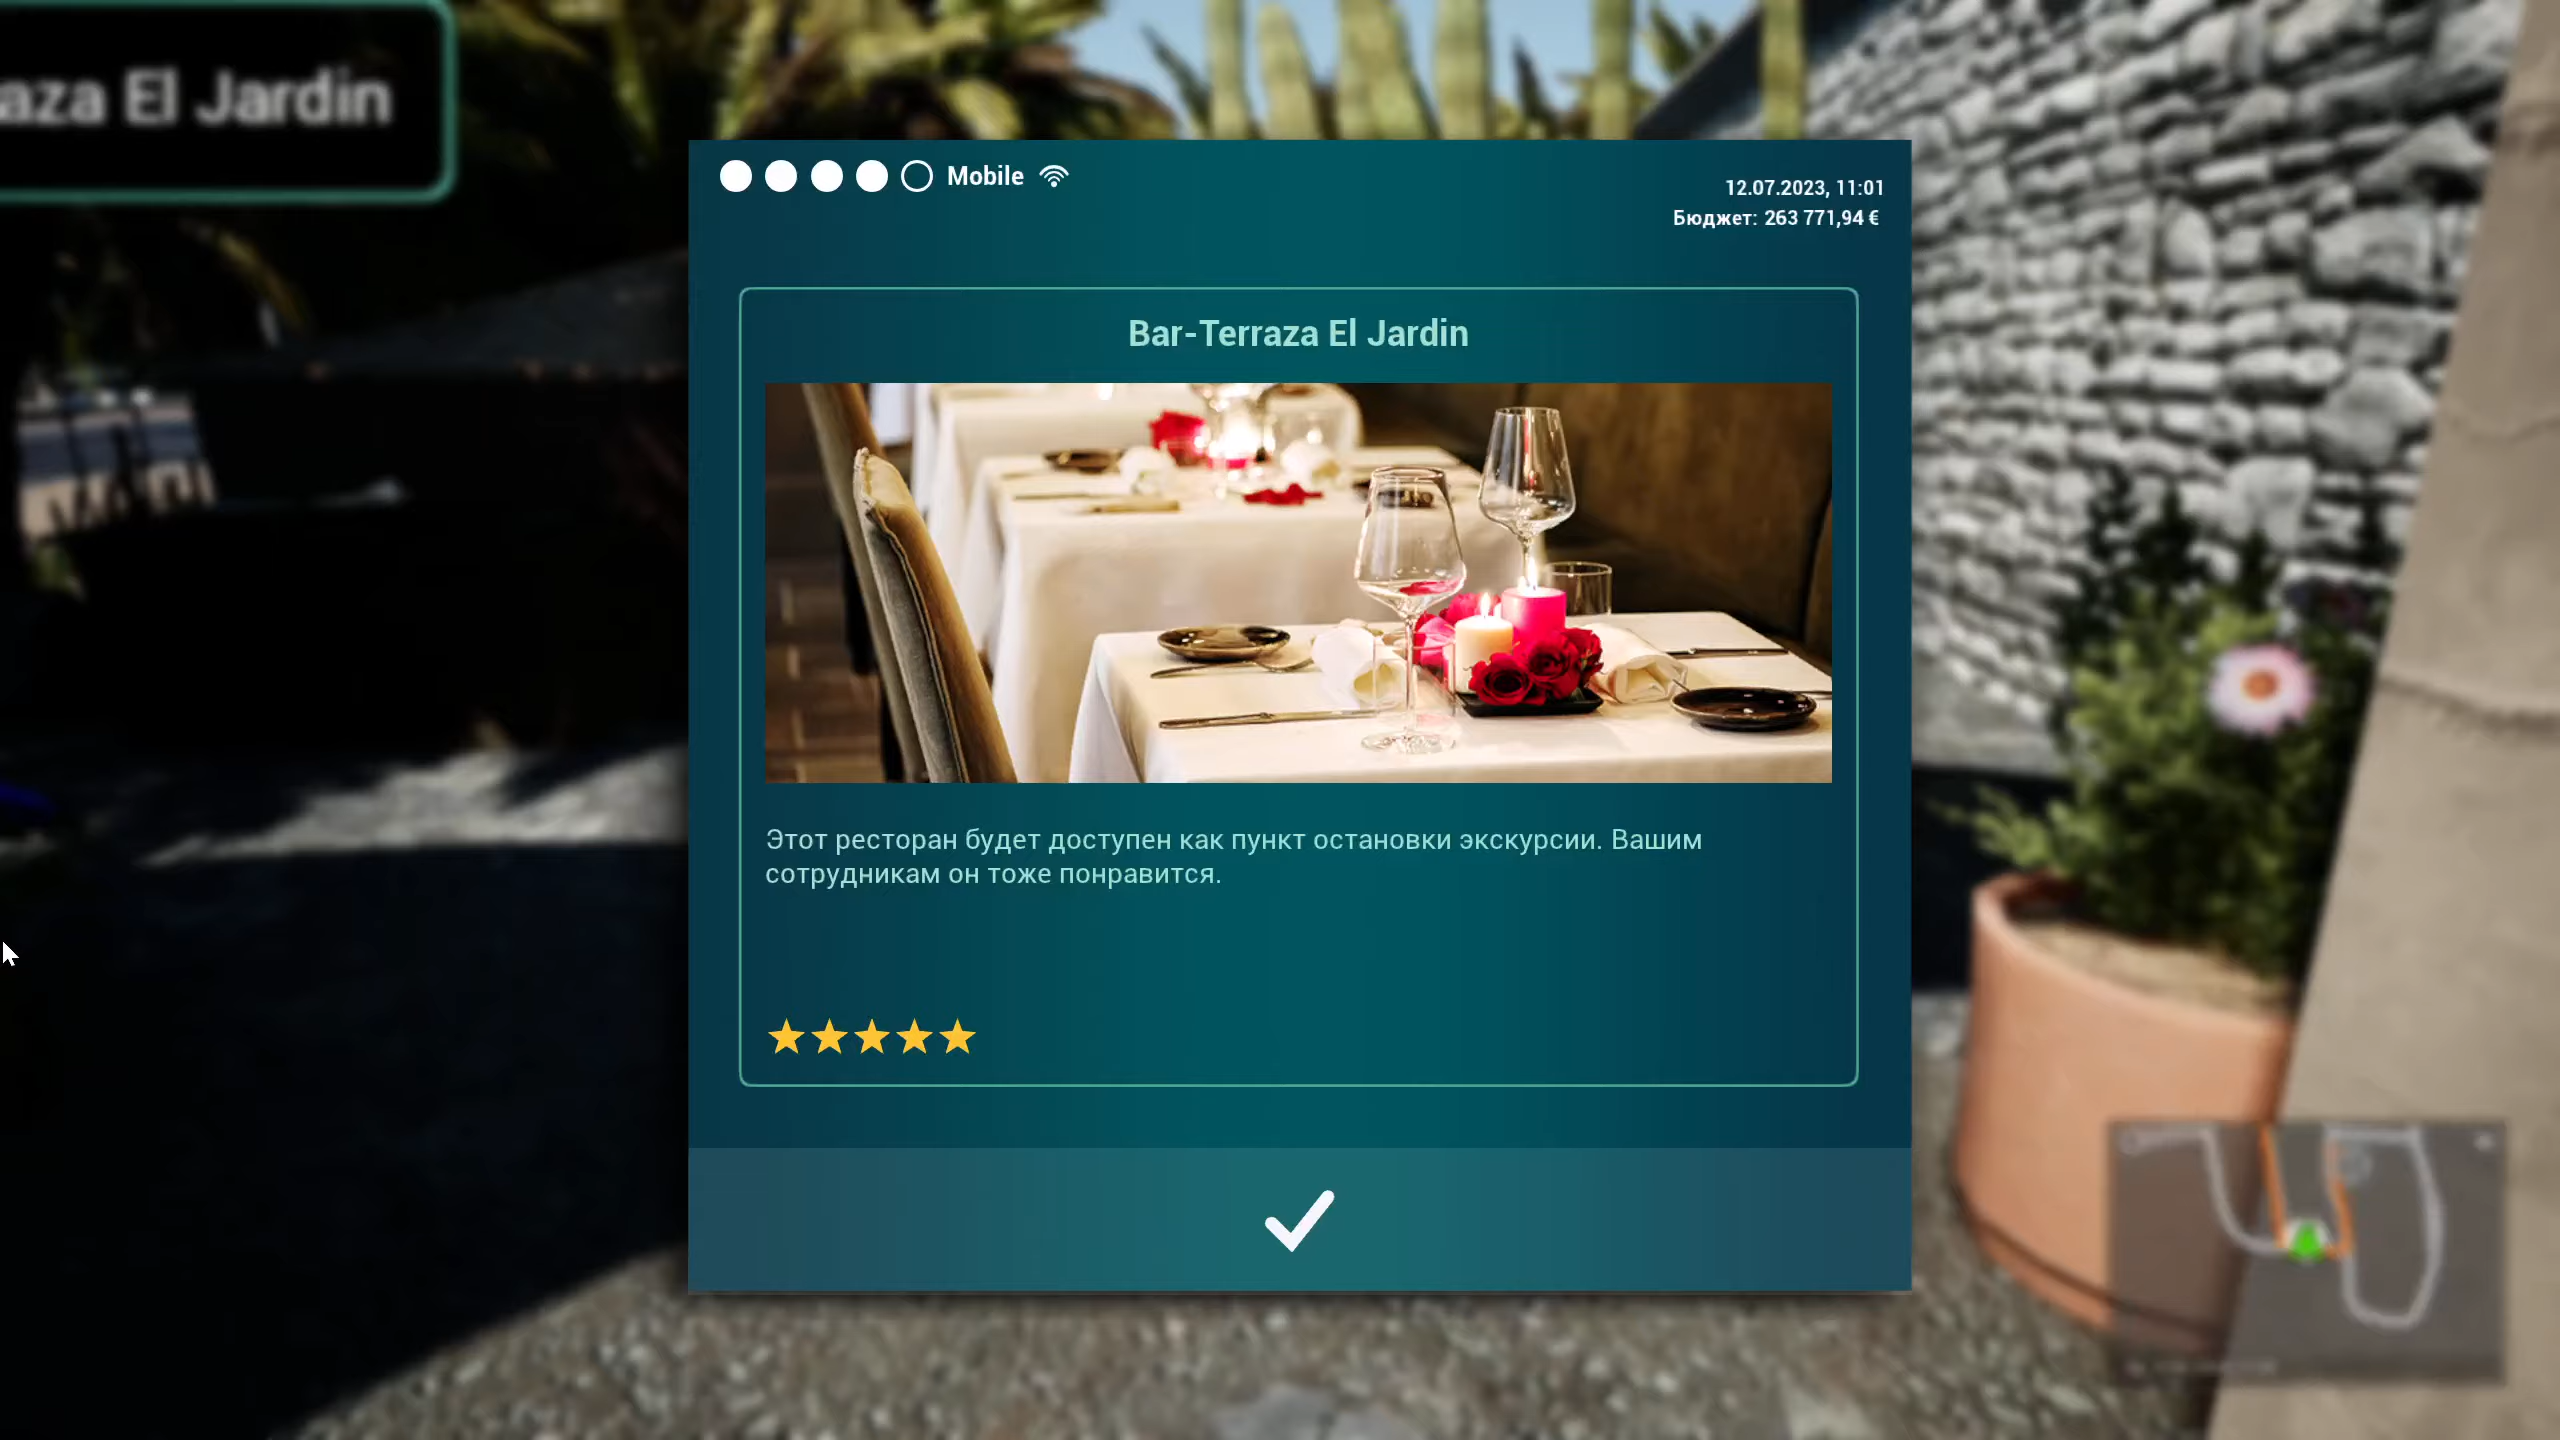 aza El Jardin
Mobile
12.07.2023, 11:01
Бюджет: 263 771,94 €
Bar-Terraza El Jardin
Этот ресторан будет доступен как пункт остановки экскурсии. Вашим
сотрудникам он тоже понравится.